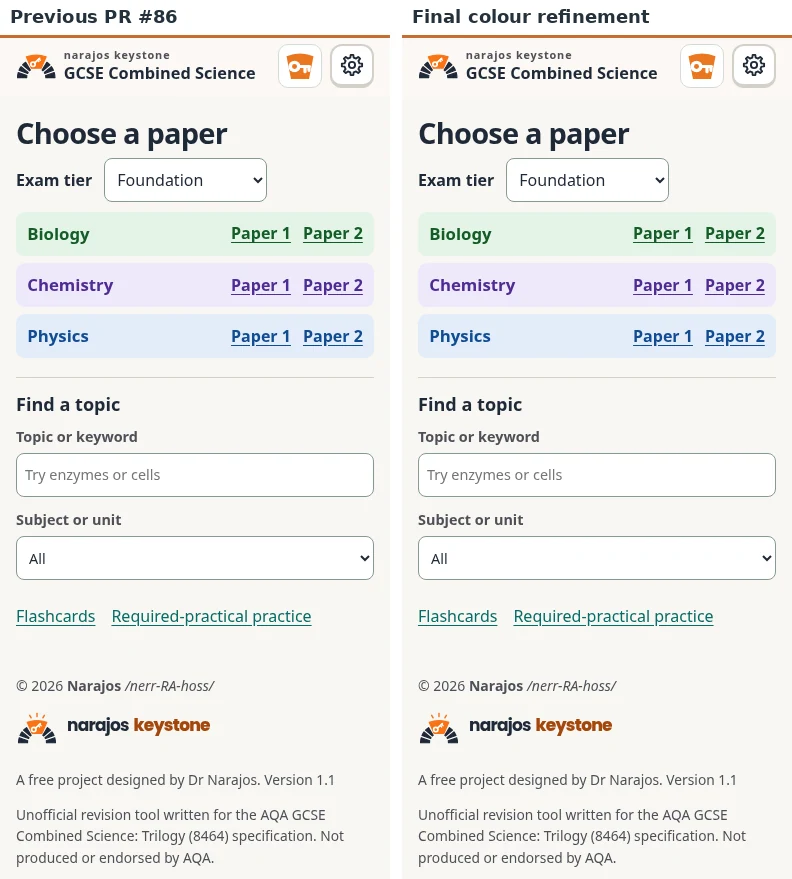 Previous PR #86
narajos keystone
GCSE Combined Science
Choose a paper
Exam tier Foundation
Biology Paper 1 Paper 2
Chemistry Paper 1 Paper 2
Physics Paper 1 Paper 2
Find a topic
Topic or keyword
Try enzymes or cells
Subject or unit
All
Flashcards Required-practical practice
© 2026 Narajos /nerr-RA-hoss/
narajos keystone
A free project designed by Dr Narajos. Version 1.1
Unofficial revision tool written for the AQA GCSE
Combined Science: Trilogy (8464) specification. Not
produced or endorsed by AQA.
Final colour refinement
narajos keystone
GCSE Combined Science
Choose a paper
Exam tier Foundation
Biology Paper 1 Paper 2
Chemistry Paper 1 Paper 2
Physics Paper 1 Paper 2
Find a topic
Topic or keyword
Try enzymes or cells
Subject or unit
All
Flashcards Required-practical practice
© 2026 Narajos /nerr-RA-hoss/
narajos keystone
A free project designed by Dr Narajos. Version 1.1
Unofficial revision tool written for the AQA GCSE
Combined Science: Trilogy (8464) specification. Not
produced or endorsed by AQA.